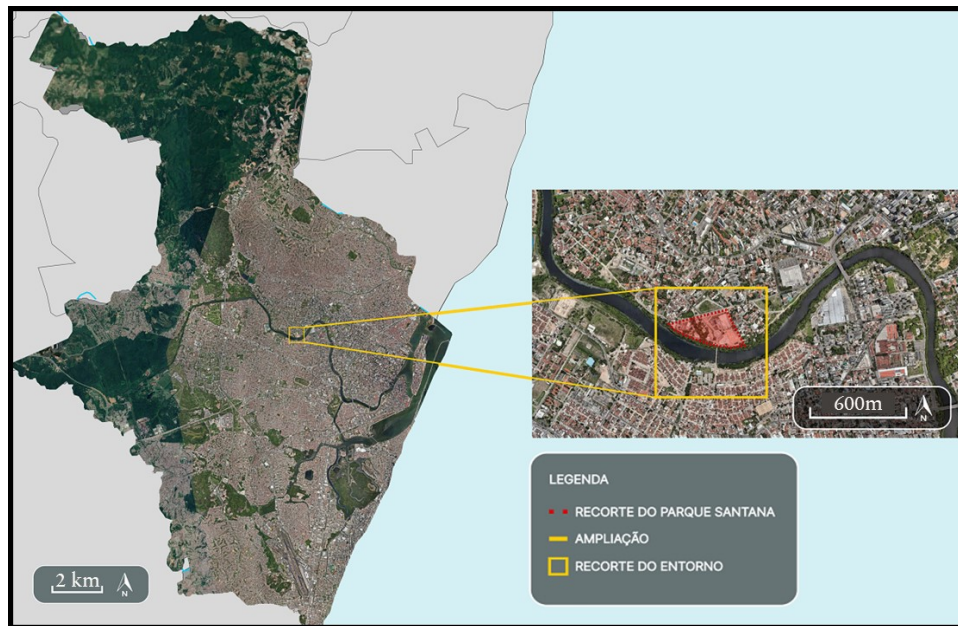 600m
N
LEGENDA
RECORTE DO PARQUE SANTANA
AMPLIAÇÃO
RECORTE DO ENTORNO
2 km
N